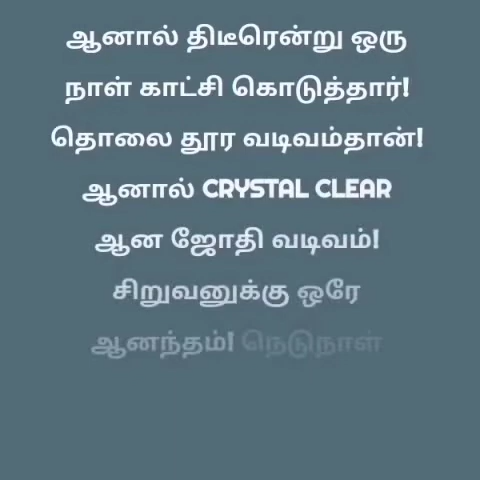 ஆனால் திடீரென்று ஒரு
நாள் காட்சி கொடுத்தார்!
தொலை தூர வடிவம்தான்!
ஆனால் CRYSTAL CLEAR
ஆன ஜோதி வடிவம்!
சிறுவனுக்கு ஒரே
ஆனந்தம்! நெடுநாள்